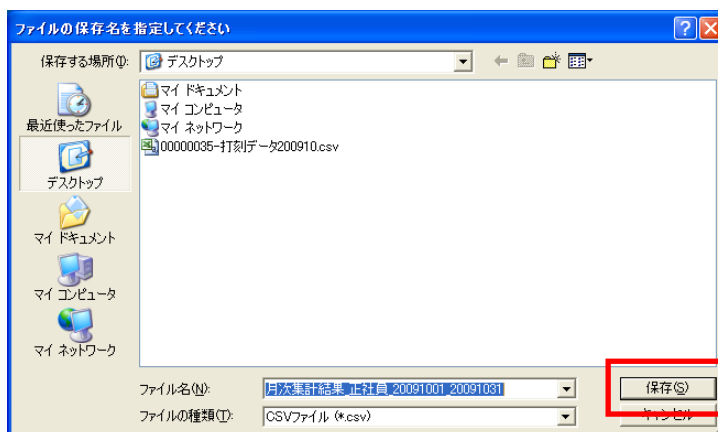 ファイルの保存名を指定してください
保存する場所(I):
デスクトップ
マイ ドキュメント
マイ コンピュータ
マイ ネットワーク
00000035-打刻データ200910.csv
最近使ったファイル
デスクトップ
マイ ドキュメント
マイ コンピュータ
マイ ネットワーク
ファイル名(N):
月次集計結果_正社員_20091001_20091031
保存(S)
ファイルの種類(T):
CSVファイル (*.csv)
キャンセル